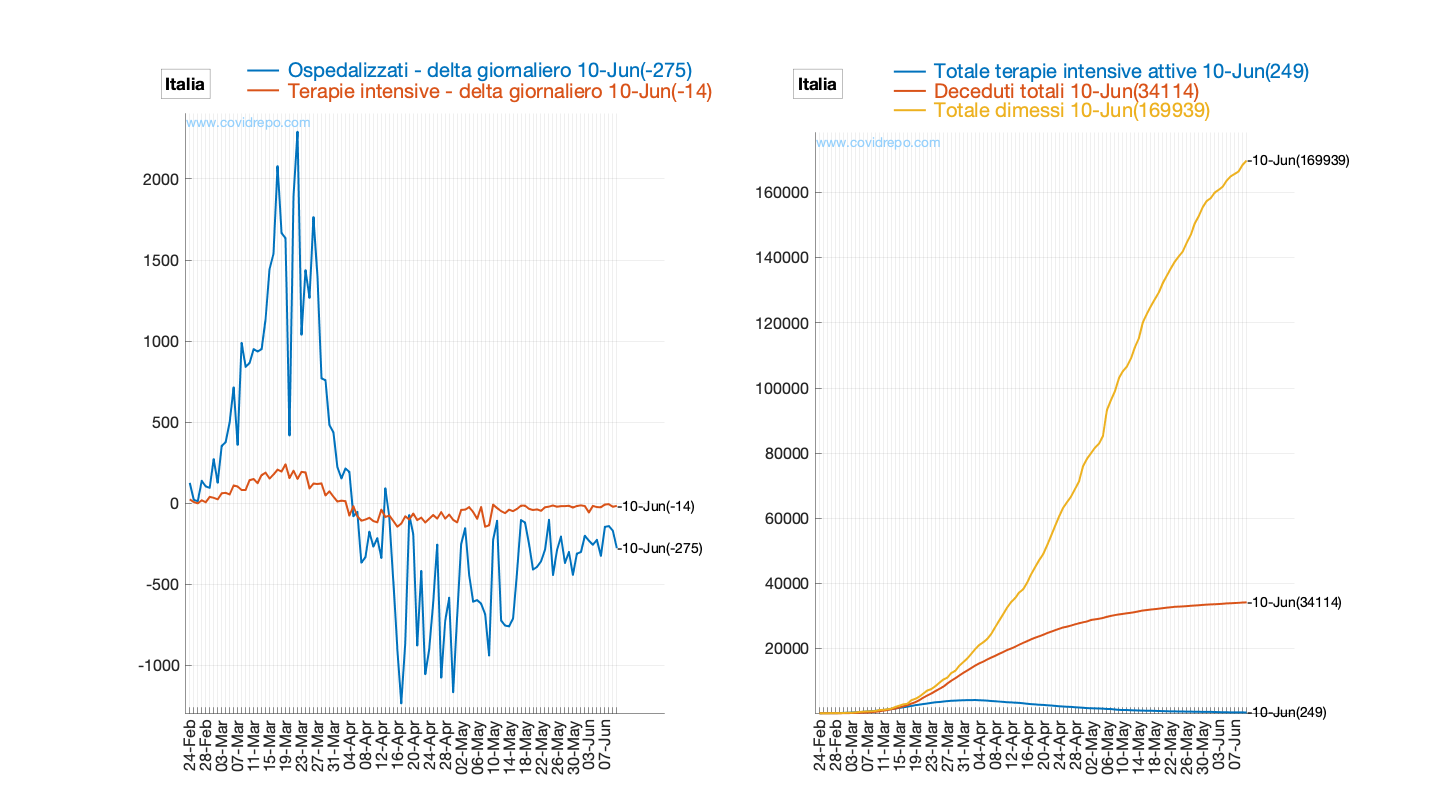 Italia
Ospedalizzati - delta giornaliero 10-Jun(-275)
Terapie intensive - delta giornaliero 10-Jun(-14)
www.covidrepo.com
2000
1500
1000
500
0
-500
-1000
-10-Jun(-14)
-10-Jun(-275)
24-Feb
28-Feb
03-Mar
07-Mar
11-Mar
15-Mar
19-Mar
23-Mar
27-Mar
31-Mar
04-Apr
08-Apr
12-Apr
16-Apr
20-Apr
24-Apr
28-Apr
02-May
06-May
10-May
14-May
18-May
22-May
26-May
30-May
03-Jun
07-Jun
Italia
Totale terapie intensive attive 10-Jun(249)
Deceduti totali 10-Jun(34114)
Totale dimessi 10-Jun(169939)
www.covidrepo.com
160000
140000
120000
100000
80000
60000
40000
20000
-10-Jun(169939)
-10-Jun(34114)
-10-Jun(249)
24-Feb
28-Feb
03-Mar
07-Mar
11-Mar
15-Mar
19-Mar
23-Mar
27-Mar
31-Mar
04-Apr
08-Apr
12-Apr
16-Apr
20-Apr
24-Apr
28-Apr
02-May
06-May
10-May
14-May
18-May
22-May
26-May
30-May
03-Jun
07-Jun